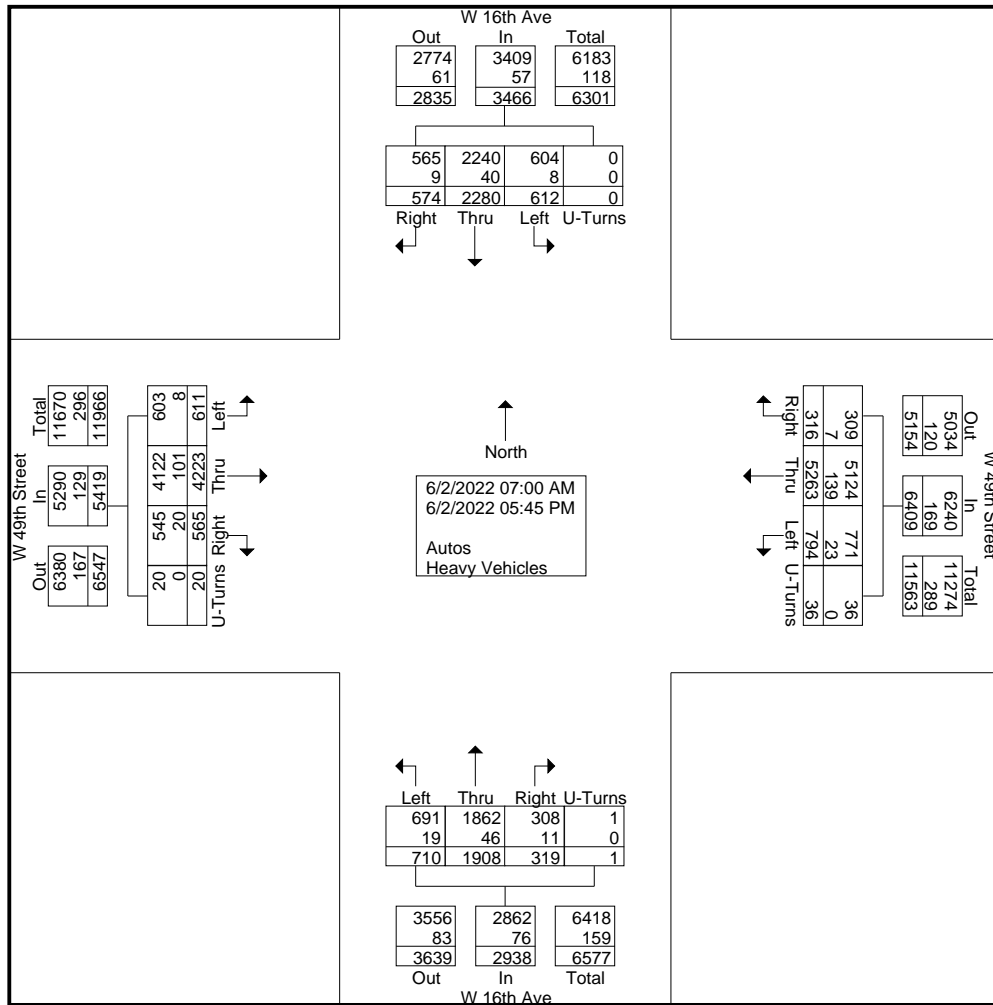 W 16th Ave
Out In Total
2774 3409 6183
61 57 118
2835 3466 6301
565 2240 604 0
9 40 8 0
574 2280 612 0
Right Thru Left U-Turns
W 49th Street
Total In Out
11670 5290 6380
296 129 167
11966 5419 6547
603 4122 545 20
8 101 20 0
611 4223 565 20
Left Thru Right U-Turns
North
6/2/2022 07:00 AM
6/2/2022 05:45 PM
Autos
Heavy Vehicles
W 49th Street
Out In Total
5034 6240 11274
120 169 289
5154 6409 11563
309 5124 771 36
7 139 23 0
316 5263 794 36
Right Thru Left U-Turns
Left Thru Right U-Turns
691 1862 308 1
19 46 11 0
710 1908 319 1
3556 2862 6418
83 76 159
3639 2938 6577
Out In Total
W 16th Ave